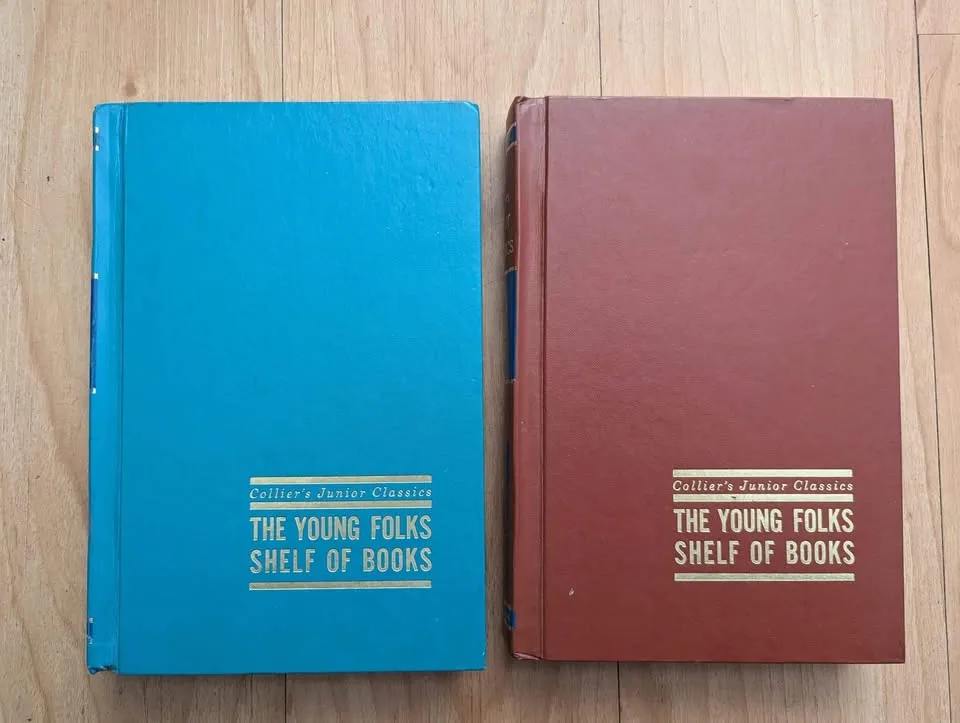 Collier's Junior Classics
THE YOUNG FOLKS
SHELF OF BOOKS
Collier's Junior Classics
THE YOUNG FOLKS
SHELF OF BOOKS